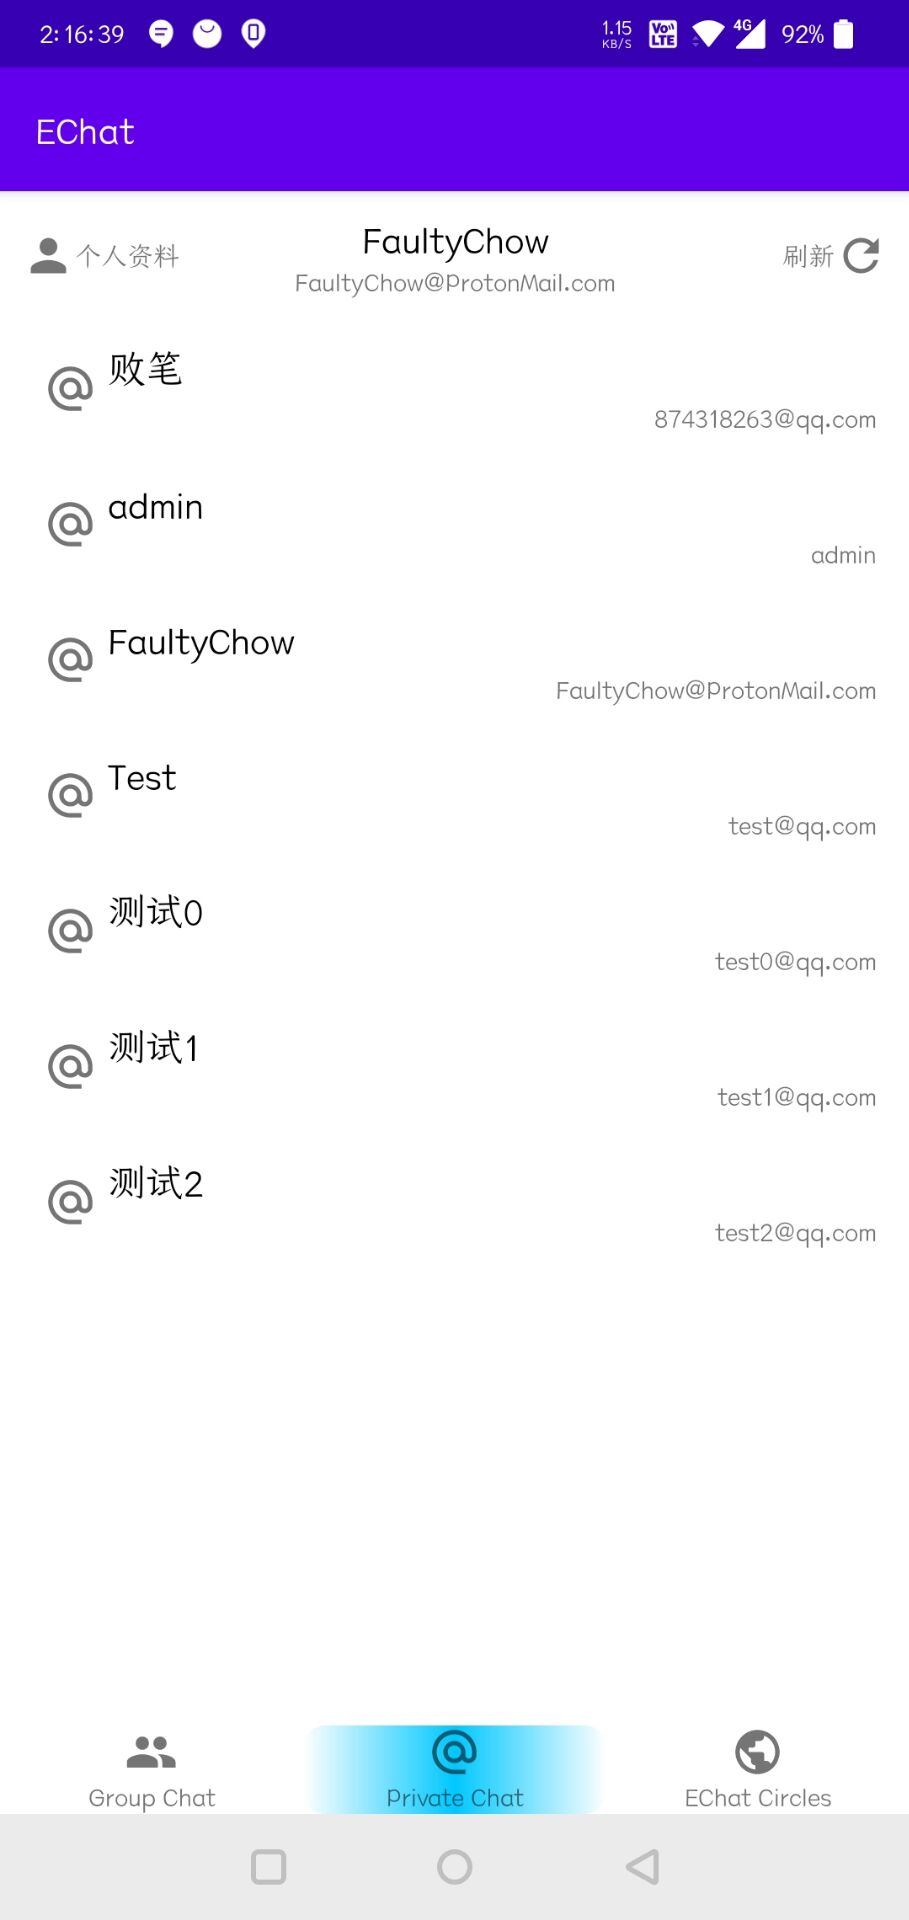 2:16:39 1.15 KB/S VoLTE 4G 92%
EChat
个人资料 FaultyChow 刷新
FaultyChow@ProtonMail.com
败笔
874318263@qq.com
admin
admin
FaultyChow
FaultyChow@ProtonMail.com
Test
test@qq.com
测试0
test0@qq.com
测试1
test1@qq.com
测试2
test2@qq.com
Group Chat Private Chat EChat Circles